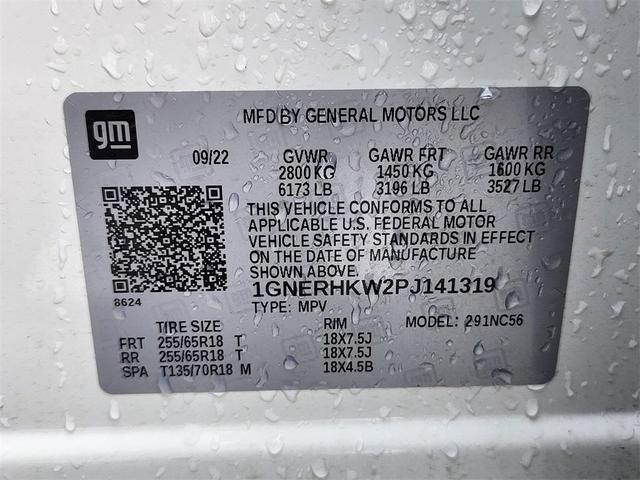 gm
MFD BY GENERAL MOTORS LLC
09/22 GVWR GAWR FRT GAWR RR
2800 KG 1450 KG 1600 KG
6173 LB 3196 LB 3527 LB
THIS VEHICLE CONFORMS TO ALL
APPLICABLE U.S. FEDERAL MOTOR
VEHICLE SAFETY STANDARDS IN EFFECT
ON THE DATE OF MANUFACTURE
SHOWN ABOVE.
8624
1GNERHKW2PJ141319
TYPE: MPV MODEL: 291NC56
TIRE SIZE RIM
FRT 255/65R18 T 18X7.5J
RR 255/65R18 T 18X7.5J
SPA T135/70R18 M 18X4.5B